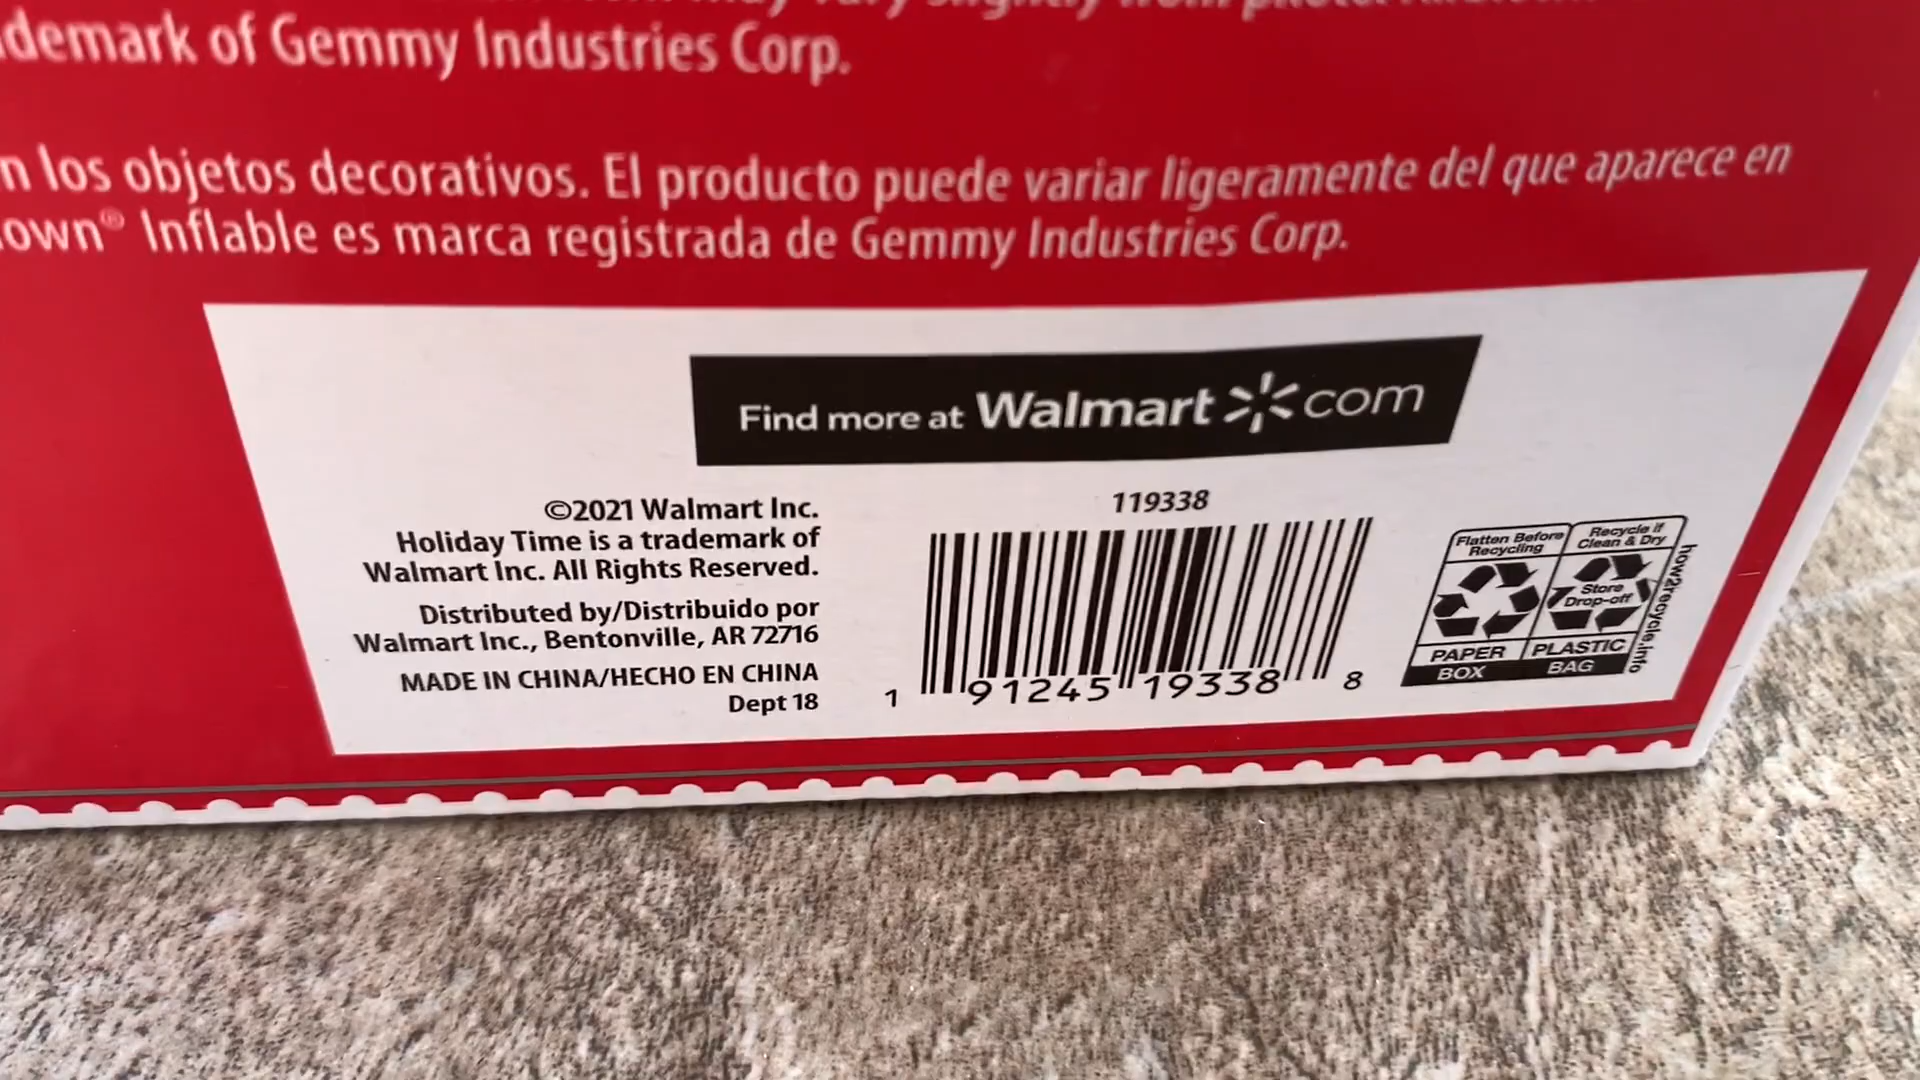 may vary slightly from
demark of Gemmy Industries Corp.
n los objetos decorativos. El producto puede variar ligeramente del que aparece en
own® Inflable es marca registrada de Gemmy Industries Corp.
Find more at Walmart com
©2021 Walmart Inc.
Holiday Time is a trademark of
Walmart Inc. All Rights Reserved.
Distributed by/Distribuido por
Walmart Inc., Bentonville, AR 72716
MADE IN CHINA/HECHO EN CHINA
Dept 18
119338
1 91245 19338 8
Flatten Before
Recycling
PAPER
BOX
Recycle if
Clean & Dry
Store
Drop-off
PLASTIC
BAG
how2recycle.info